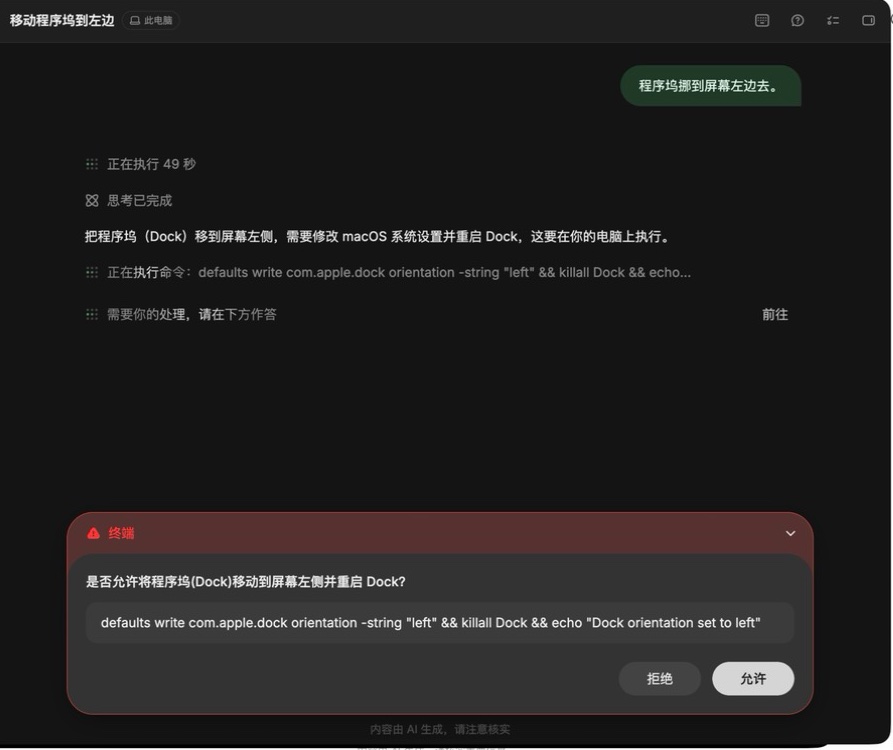 移动程序坞到左边 此电脑
程序坞挪到屏幕左边去。
正在执行 49 秒
思考已完成
把程序坞（Dock）移到屏幕左侧，需要修改 macOS 系统设置并重启 Dock，这要在你的电脑上执行。
正在执行命令：defaults write com.apple.dock orientation -string "left" && killall Dock && echo...
需要你的处理，请在下方作答 前往
终端
是否允许将程序坞(Dock)移动到屏幕左侧并重启 Dock?
defaults write com.apple.dock orientation -string "left" && killall Dock && echo "Dock orientation set to left"
拒绝 允许
内容由 AI 生成，请注意核实